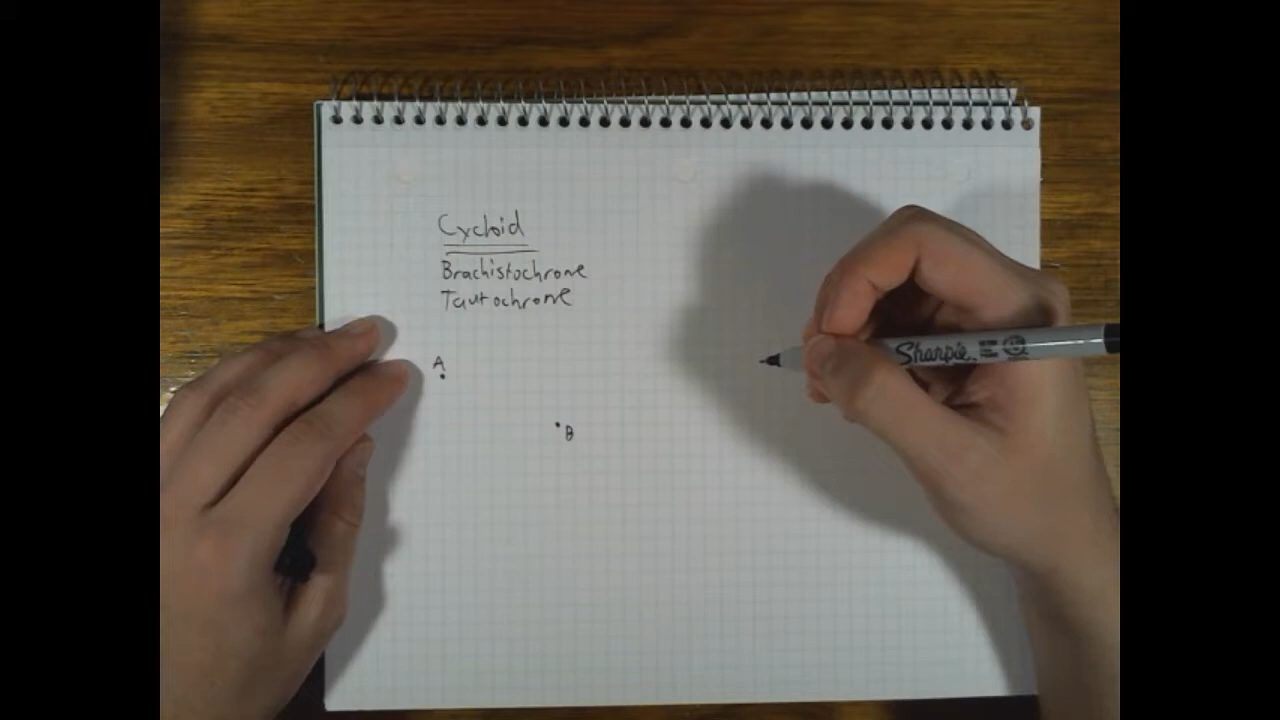 Cycloid
Brachistochrone
Tautochrone
A
B
Sharpie